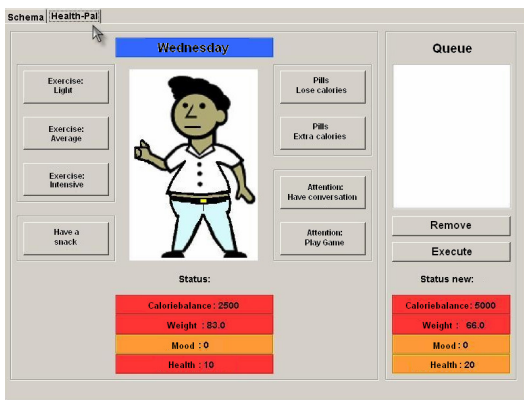 Schema Health-Pal
Wednesday
Queue
Exercise:
Light
Exercise:
Average
Exercise:
Intensive
Have a
snack
Pills
Lose calories
Pills
Extra calories
Attention:
Have conversation
Attention:
Play Game
Remove
Execute
Status:
Caloriebalance: 2500
Weight : 83.0
Mood : 0
Health : 10
Status new:
Caloriebalance: 5000
Weight : 66.0
Mood : 0
Health : 20